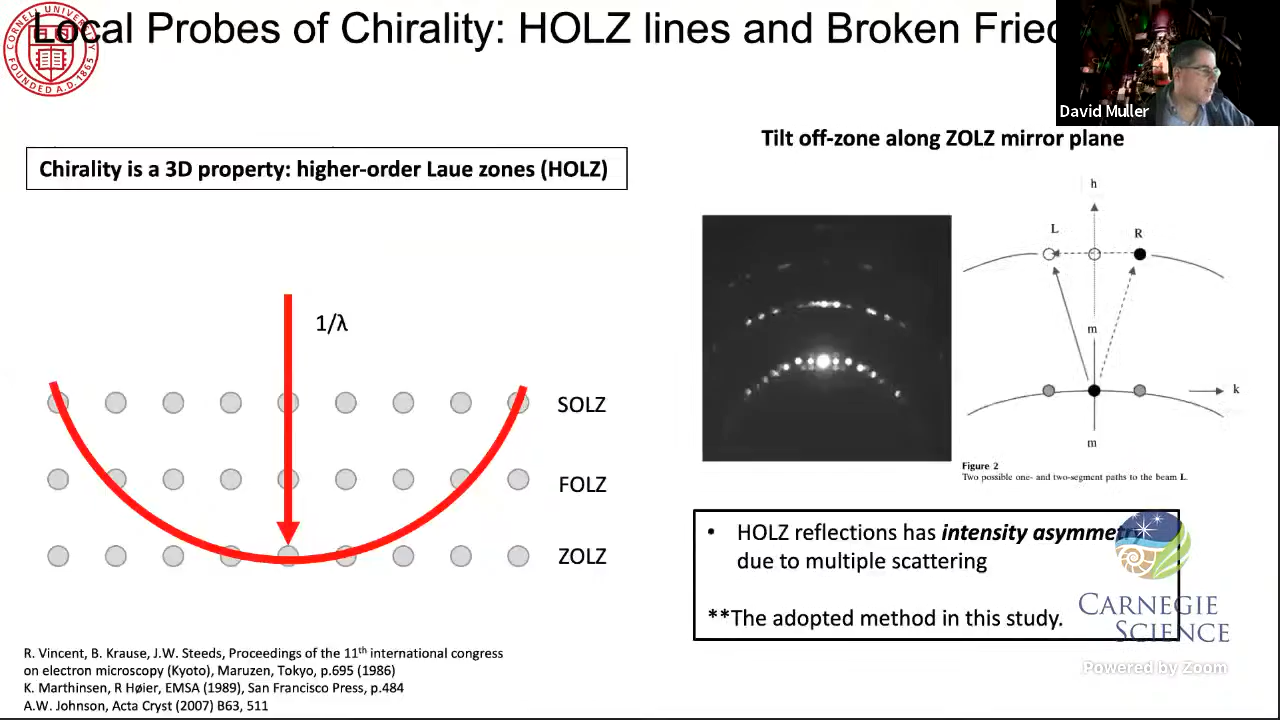 Local Probes of Chirality: HOLZ lines and Broken
CORNELL UNIVERSITY
FOUNDED A.D. 1865
David Muller
Chirality is a 3D property: higher-order Laue zones (HOLZ)
Tilt off-zone along ZOLZ mirror plane
1/λ
SOLZ
FOLZ
ZOLZ
h
L
R
m
k
m
Figure 2
Two possible one- and two-segment paths to the beam L.
• HOLZ reflections has intensity asymmetry
due to multiple scattering
**The adopted method in this study.
CARNEGIE
SCIENCE
Powered by Zoom
R. Vincent, B. Krause, J.W. Steeds, Proceedings of the 11th international congress
on electron microscopy (Kyoto), Maruzen, Tokyo, p.695 (1986)
K. Marthinsen, R Høier, EMSA (1989), San Francisco Press, p.484
A.W. Johnson, Acta Cryst (2007) B63, 511